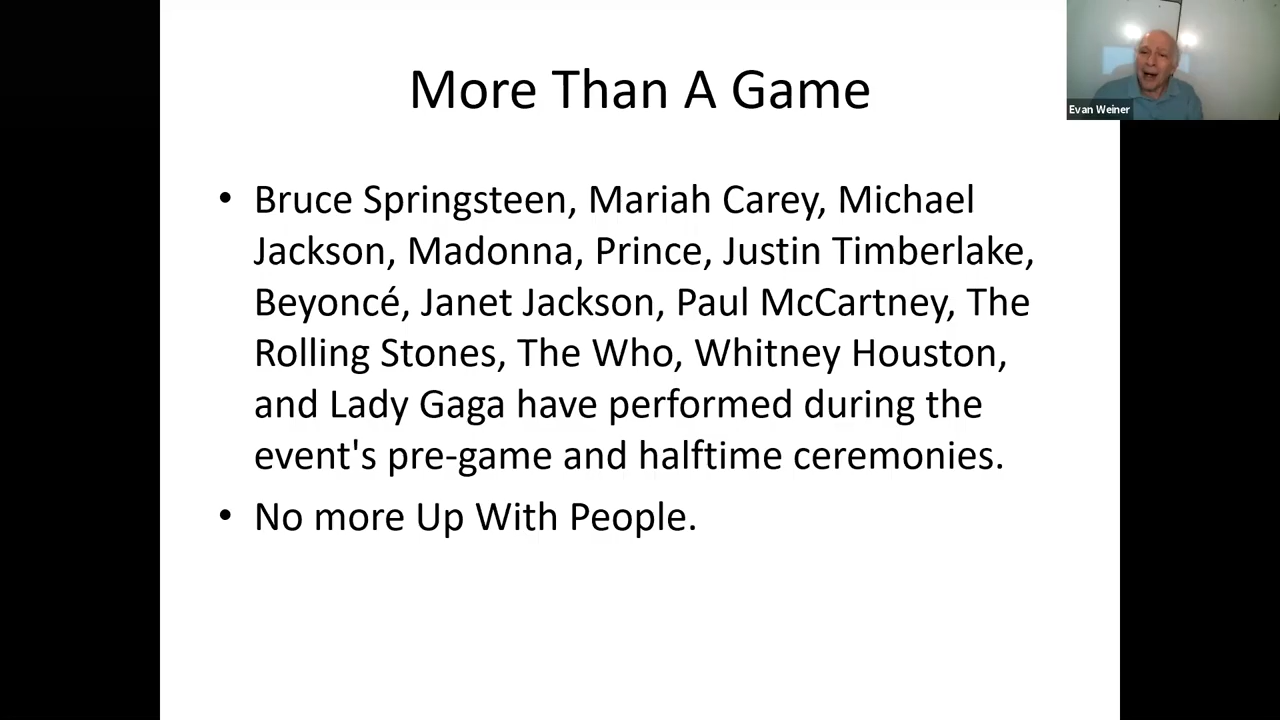 More Than A Game
• Bruce Springsteen, Mariah Carey, Michael
Jackson, Madonna, Prince, Justin Timberlake,
Beyoncé, Janet Jackson, Paul McCartney, The
Rolling Stones, The Who, Whitney Houston,
and Lady Gaga have performed during the
event's pre-game and halftime ceremonies.
• No more Up With People.
Evan Weiner